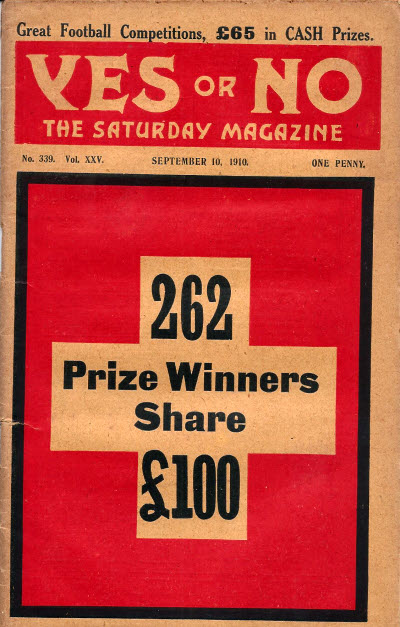 Great Football Competitions, £65 in CASH Prizes.
YES OR NO
THE SATURDAY MAGAZINE
No. 339. Vol. XXV. SEPTEMBER 10, 1910. ONE PENNY.
262
Prize Winners
Share
£100